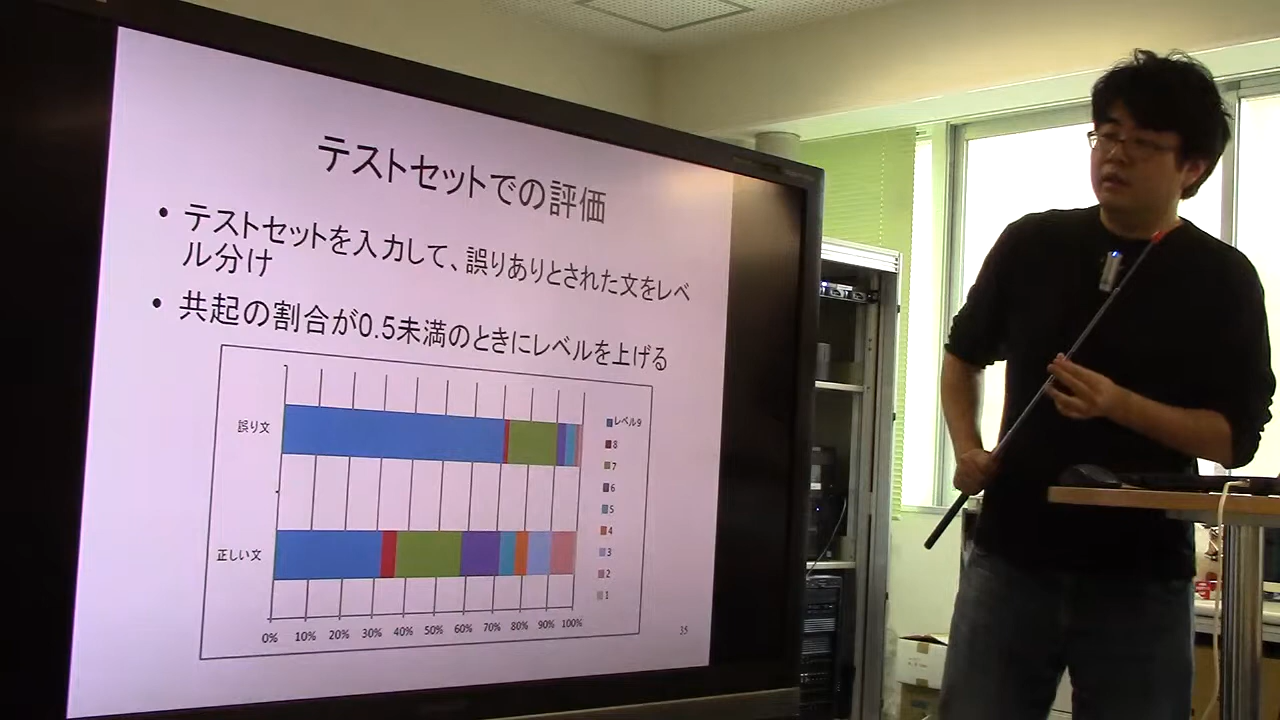 テストセットでの評価
• テストセットを入力して、誤りありとされた文をレベ
ル分け
• 共起の割合が0.5未満のときにレベルを上げる
誤り文
正しい文
レベル9
8
7
6
5
4
3
2
1
0% 10% 20% 30% 40% 50% 60% 70% 80% 90% 100%
35